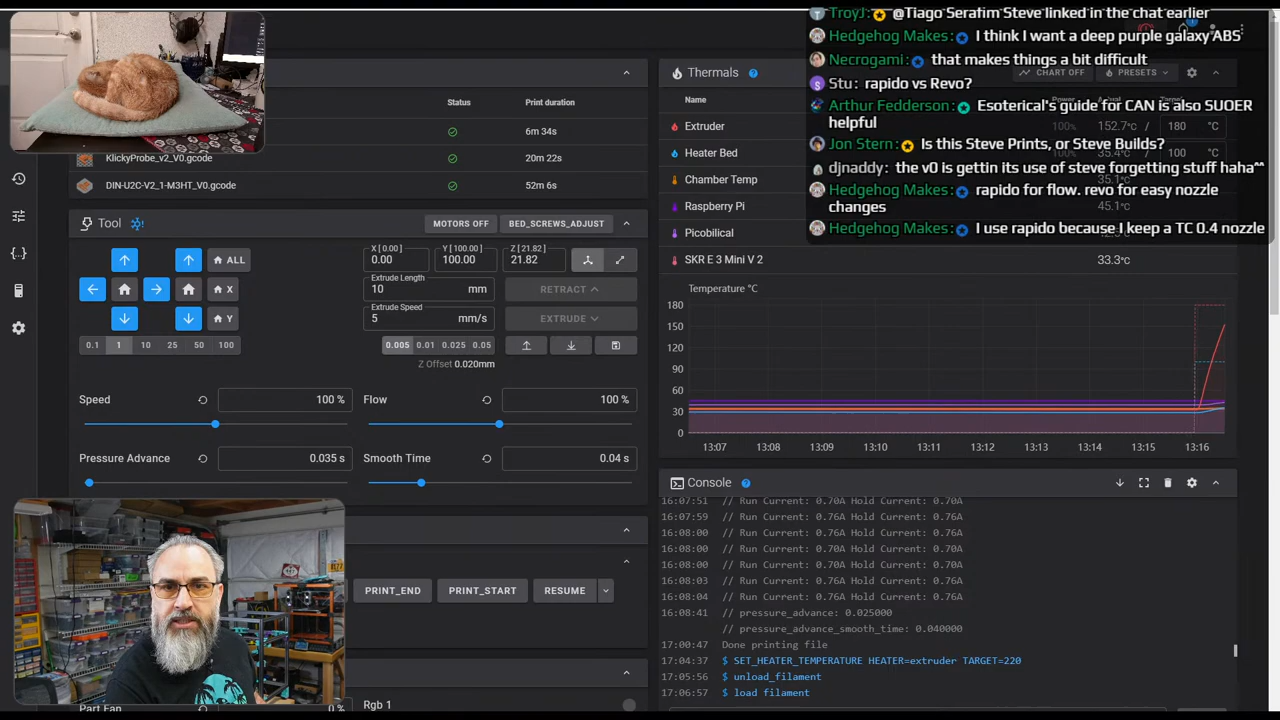 TroyJ: @Tiago Serafim Steve linked in the chat earlier
Hedgehog Makes: I think I want a deep purple galaxy ABS
Necrogami: that makes things a bit difficult
Stu: rapido vs Revo?
Arthur Fedderson: Esoterical's guide for CAN is also SUOER
helpful
Jon Stern: Is this Steve Prints, or Steve Builds?
djnaddy: the v0 is gettin its use of steve forgetting stuff haha^^
Hedgehog Makes: rapido for flow. revo for easy nozzle
changes
Hedgehog Makes: I use rapido because I keep a TC 0.4 nozzle
Status Print duration
6m 34s
KlickyProbe_v2_V0.gcode 20m 22s
DIN-U2C-V2_1-M3HT_V0.gcode 52m 6s
Tool
MOTORS OFF BED_SCREWS_ADJUST
X [ 0.00 ] Y [ 100.00 ] Z [ 21.82 ]
0.00 100.00 21.82
ALL
X
Y
Extrude Length
10 mm
RETRACT
Extrude Speed
5 mm/s
EXTRUDE
0.1 1 10 25 50 100
0.005 0.01 0.025 0.05
Z Offset 0.020mm
Speed 100 %
Flow 100 %
Pressure Advance 0.035 s
Smooth Time 0.04 s
PRINT_END PRINT_START RESUME
Part Fan
0 %
Rgb 1
Thermals
CHART OFF PRESETS
Name Power Target
Extruder 100% 152.7°C / 180 °C
Heater Bed 100% 35.4°C / 100 °C
Chamber Temp 35.1°C
Raspberry Pi 45.1°C
Picobilical
SKR E 3 Mini V 2 33.3°C
Temperature °C
180
150
120
90
60
30
0
13:07 13:08 13:09 13:10 13:11 13:12 13:13 13:14 13:15 13:16
Console
16:07:51 // Run Current: 0.70A Hold Current: 0.70A
16:07:59 // Run Current: 0.76A Hold Current: 0.76A
16:08:00 // Run Current: 0.76A Hold Current: 0.76A
16:08:00 // Run Current: 0.70A Hold Current: 0.70A
16:08:00 // Run Current: 0.70A Hold Current: 0.70A
16:08:03 // Run Current: 0.76A Hold Current: 0.76A
16:08:04 // Run Current: 0.76A Hold Current: 0.76A
16:08:41 // pressure_advance: 0.025000
// pressure_advance_smooth_time: 0.040000
17:00:47 Done printing file
17:04:37 $ SET_HEATER_TEMPERATURE HEATER=extruder TARGET=220
17:05:56 $ unload_filament
17:06:57 $ load filament